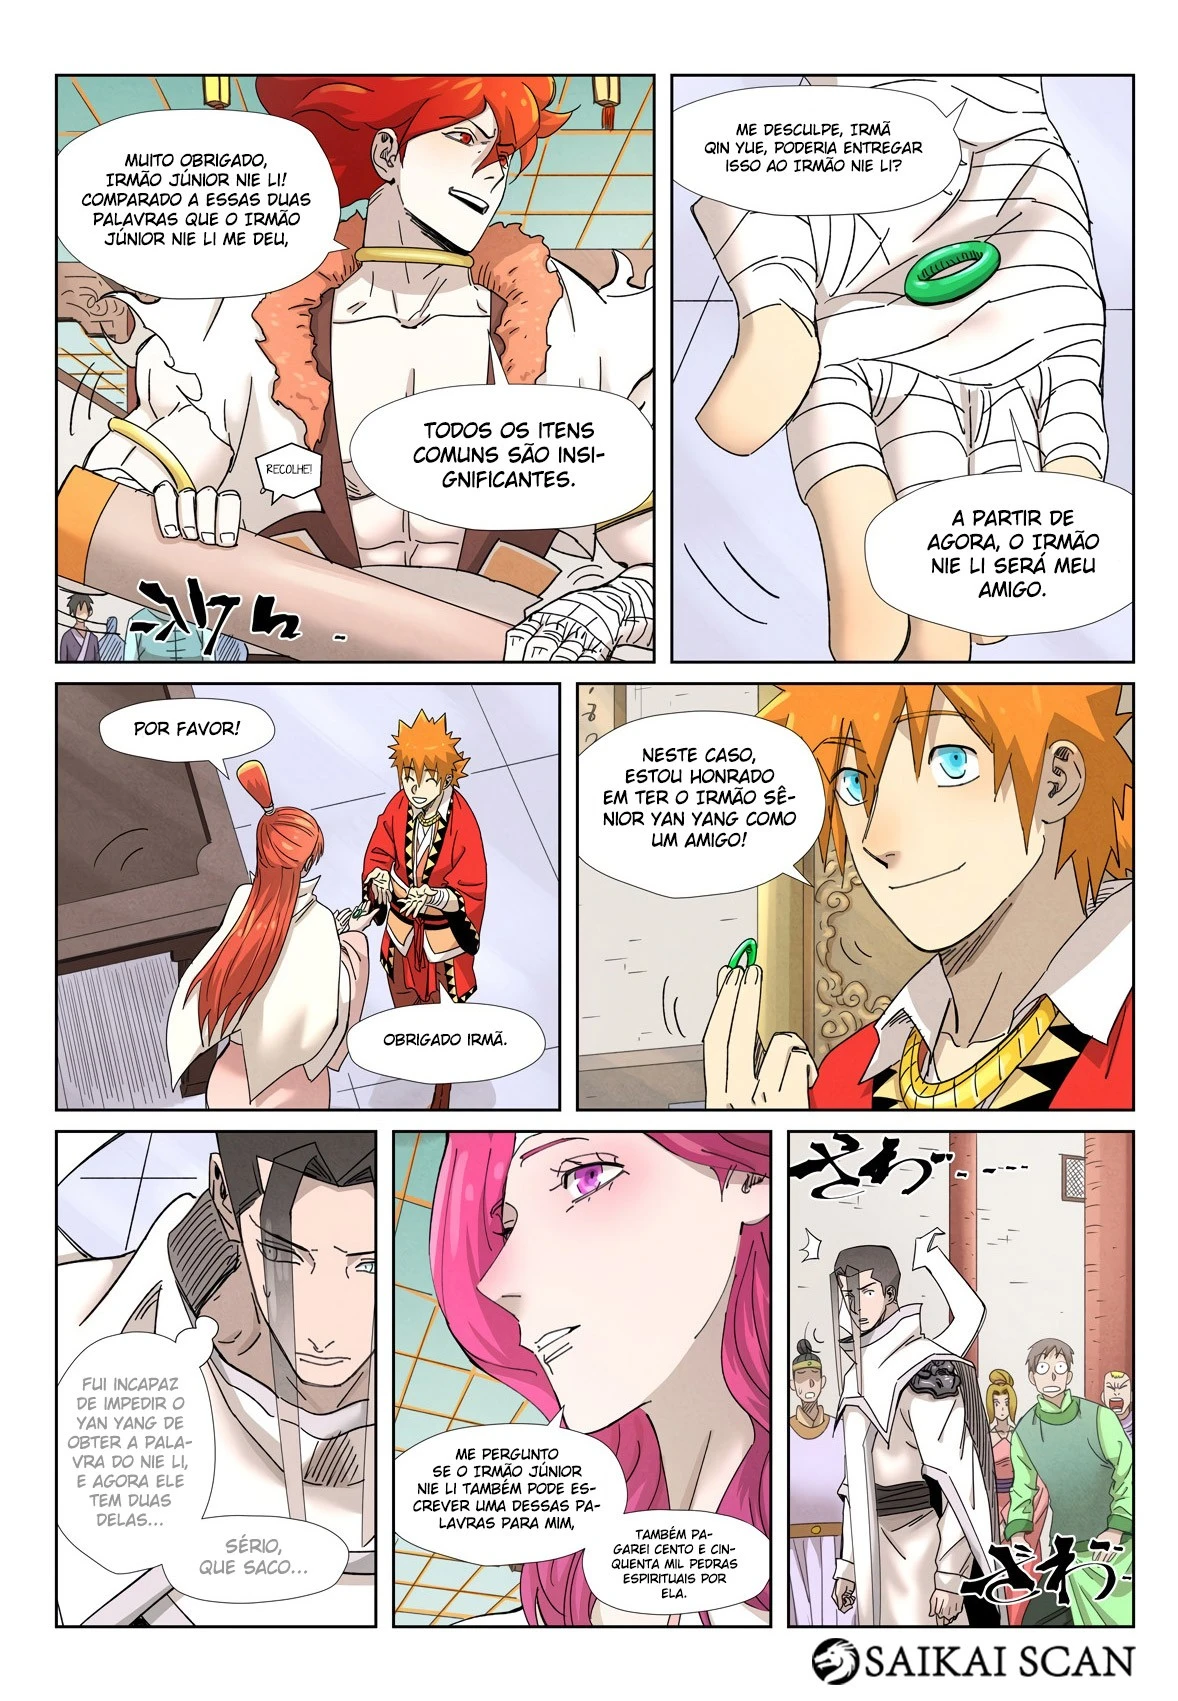 MUITO OBRIGADO,
IRMÃO JÚNIOR NIE LI!
COMPARADO A ESSAS DUAS
PALAVRAS QUE O IRMÃO
JÚNIOR NIE LI ME DEU,
RECOLHE!
TODOS OS ITENS
COMUNS SÃO INSI-
GNIFICANTES.
ME DESCULPE, IRMÃ
QIN YUE, PODERIA ENTREGAR
ISSO AO IRMÃO NIE LI?
A PARTIR DE
AGORA, O IRMÃO
NIE LI SERÁ MEU
AMIGO.
POR FAVOR!
OBRIGADO IRMÃ.
NESTE CASO,
ESTOU HONRADO
EM TER O IRMÃO SÊ-
NIOR YAN YANG COMO
UM AMIGO!
FUI INCAPAZ
DE IMPEDIR O
YAN YANG DE
OBTER A PALA-
VRA DO NIE LI,
E AGORA ELE
TEM DUAS
DELAS...
SÉRIO,
QUE SACO...
ME PERGUNTO
SE O IRMÃO JÚNIOR
NIE LI TAMBÉM PODE ES-
CREVER UMA DESSAS PA-
LAVRAS PARA MIM,
TAMBÉM PA-
GAREI CENTO E CIN-
QUENTA MIL PEDRAS
ESPIRITUAIS POR
ELA.
ざわ…
ざわ…
SAIKAI SCAN